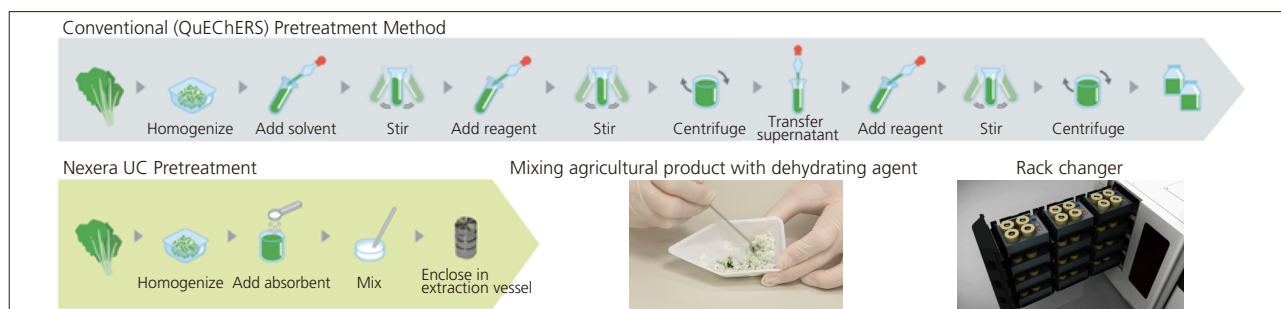 Conventional (QuEChERS) Pretreatment Method
Homogenize
Add solvent
Stir
Add reagent
Stir
Centrifuge
Transfer
supernatant
Add reagent
Stir
Centrifuge
Nexera UC Pretreatment
Homogenize
Add absorbent
Mix
Enclose in
extraction vessel
Mixing agricultural product with dehydrating agent
Rack changer